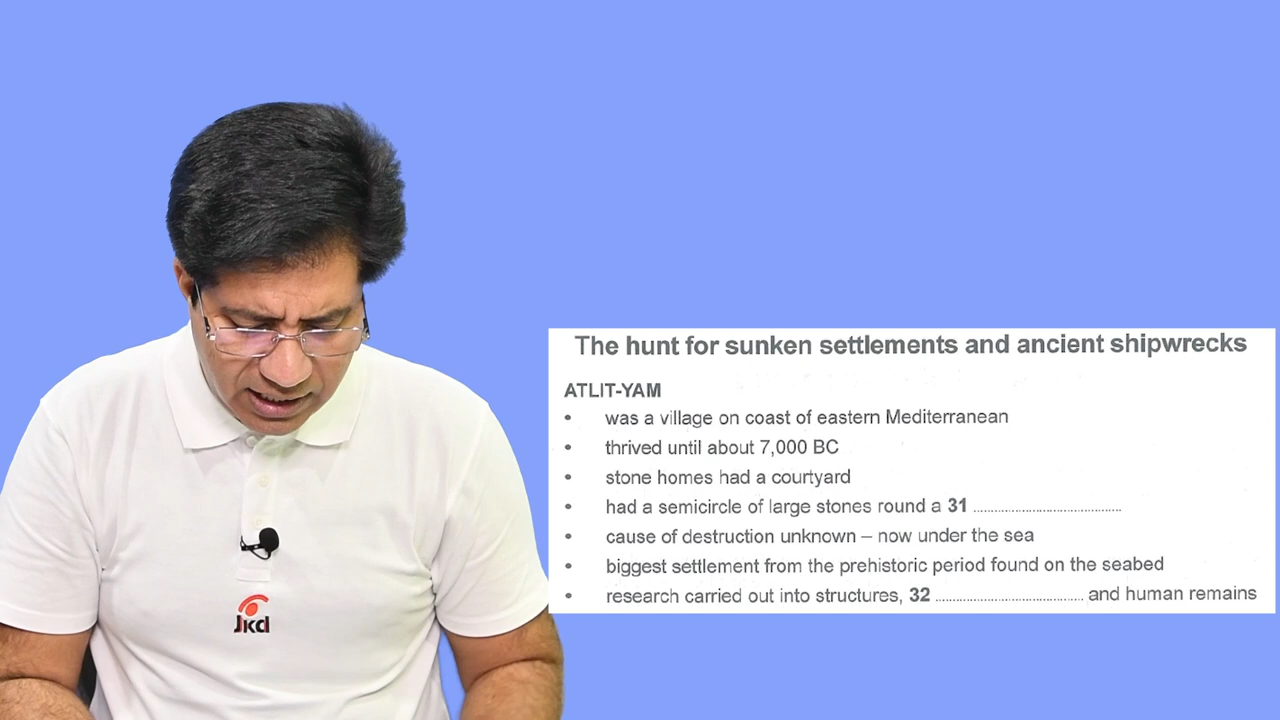 The hunt for sunken settlements and ancient shipwrecks
ATLIT-YAM
• was a village on coast of eastern Mediterranean
• thrived until about 7,000 BC
• stone homes had a courtyard
• had a semicircle of large stones round a 31 ........................................
• cause of destruction unknown – now under the sea
• biggest settlement from the prehistoric period found on the seabed
• research carried out into structures, 32 ........................................ and human remains
jkd